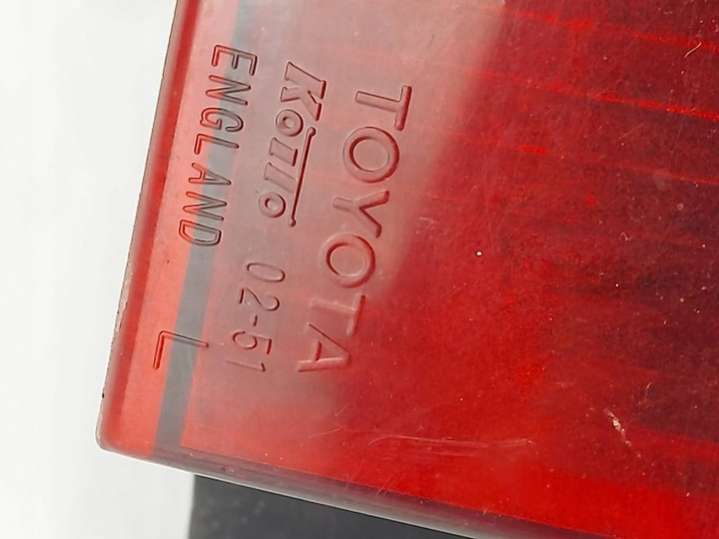 TOYOTA
KOITO 02-51
ENGLAND L